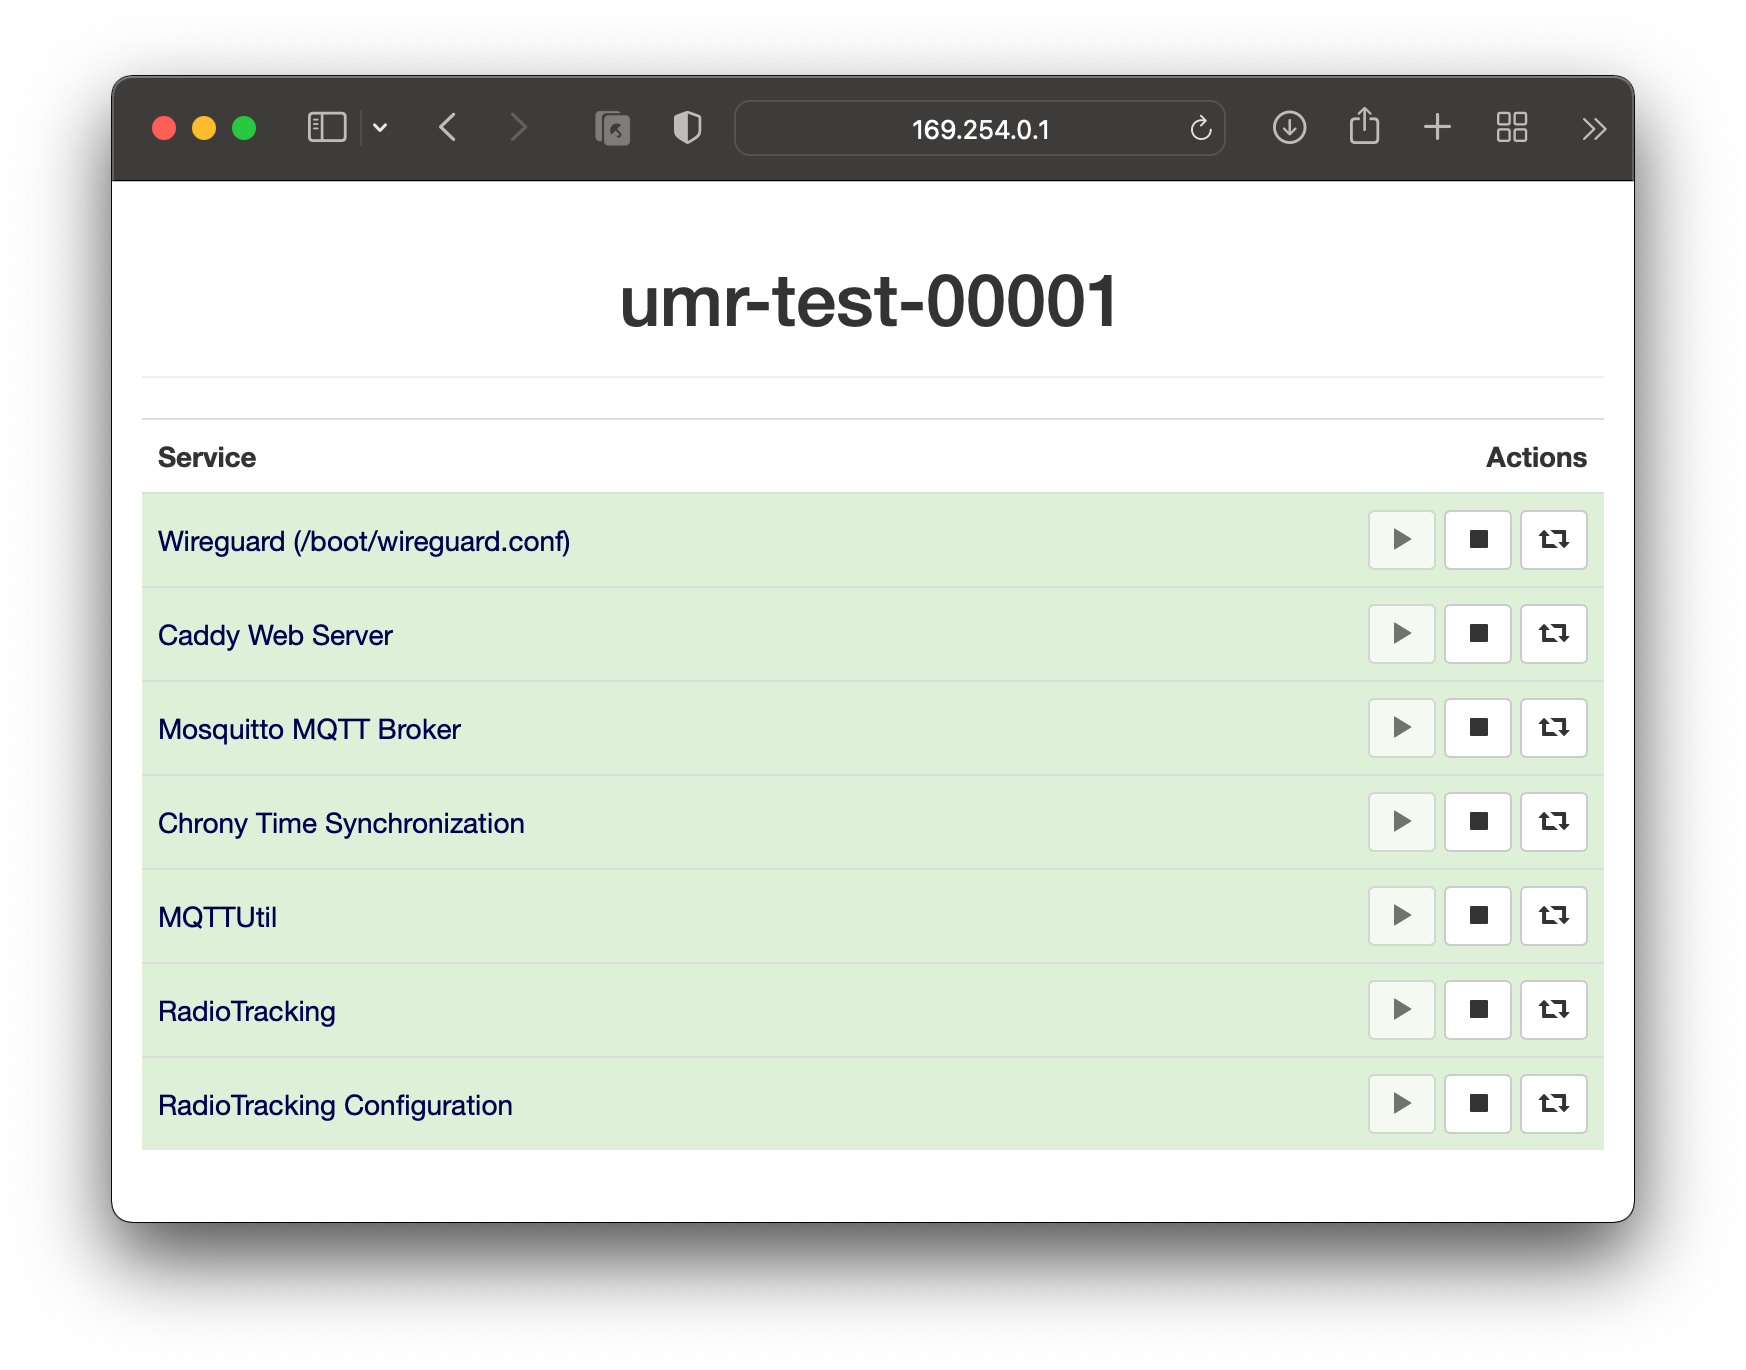 169.254.0.1
umr-test-00001
Service Actions
Wireguard (/boot/wireguard.conf)
Caddy Web Server
Mosquitto MQTT Broker
Chrony Time Synchronization
MQTTUtil
RadioTracking
RadioTracking Configuration